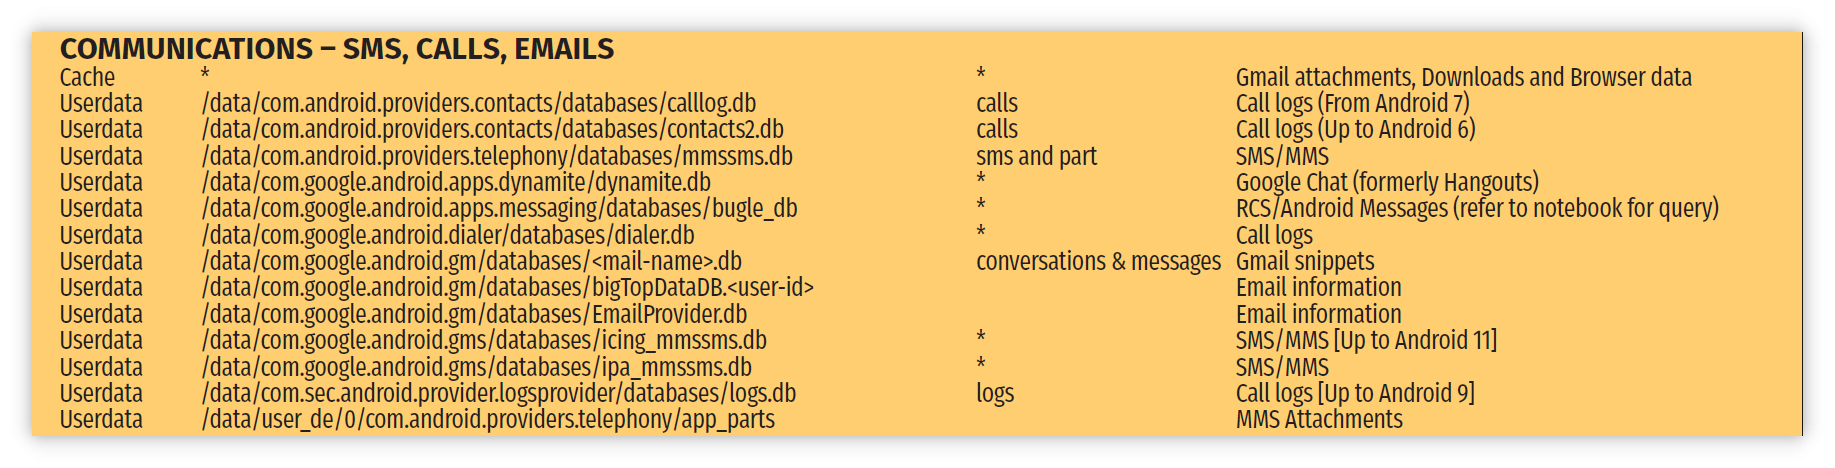 COMMUNICATIONS – SMS, CALLS, EMAILS
Cache * * Gmail attachments, Downloads and Browser data
Userdata /data/com.android.providers.contacts/databases/calllog.db calls Call logs (From Android 7)
Userdata /data/com.android.providers.contacts/databases/contacts2.db calls Call logs (Up to Android 6)
Userdata /data/com.android.providers.telephony/databases/mmssms.db sms and part SMS/MMS
Userdata /data/com.google.android.apps.dynamite/dynamite.db * Google Chat (formerly Hangouts)
Userdata /data/com.google.android.apps.messaging/databases/bugle_db * RCS/Android Messages (refer to notebook for query)
Userdata /data/com.google.android.dialer/databases/dialer.db * Call logs
Userdata /data/com.google.android.gm/databases/<mail-name>.db conversations & messages Gmail snippets
Userdata /data/com.google.android.gm/databases/bigTopDataDB.<user-id> Email information
Userdata /data/com.google.android.gm/databases/EmailProvider.db Email information
Userdata /data/com.google.android.gms/databases/icing_mmssms.db * SMS/MMS [Up to Android 11]
Userdata /data/com.google.android.gms/databases/ipa_mmssms.db * SMS/MMS
Userdata /data/com.sec.android.provider.logsprovider/databases/logs.db logs Call logs [Up to Android 9]
Userdata /data/user_de/0/com.android.providers.telephony/app_parts MMS Attachments